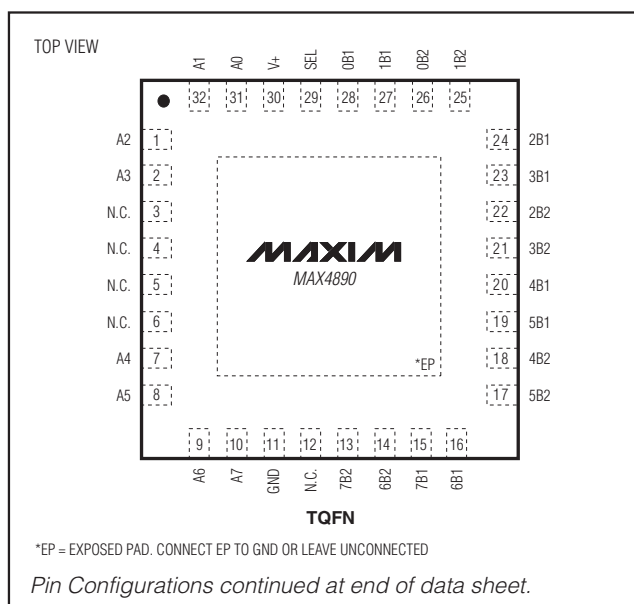 TOP VIEW
A1 A0 V+ SEL 0B1 1B1 0B2 1B2
32 31 30 29 28 27 26 25
A2 1 24 2B1
A3 2 23 3B1
N.C. 3 22 2B2
N.C. 4 21 3B2
MAXIM
MAX4890
N.C. 5 20 4B1
N.C. 6 19 5B1
A4 7 18 4B2
*EP
A5 8 17 5B2
9 10 11 12 13 14 15 16
A6 A7 GND N.C. 7B2 6B2 7B1 6B1
TQFN
*EP = EXPOSED PAD. CONNECT EP TO GND OR LEAVE UNCONNECTED
Pin Configurations continued at end of data sheet.